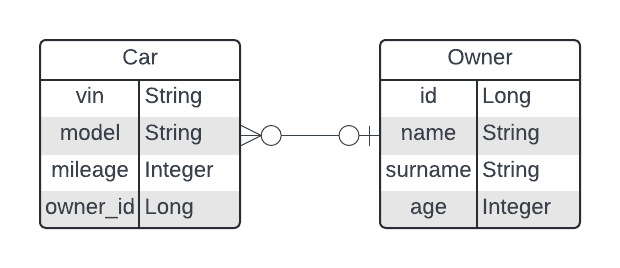 Car
vin String
model String
mileage Integer
owner_id Long
Owner
id Long
name String
surname String
age Integer